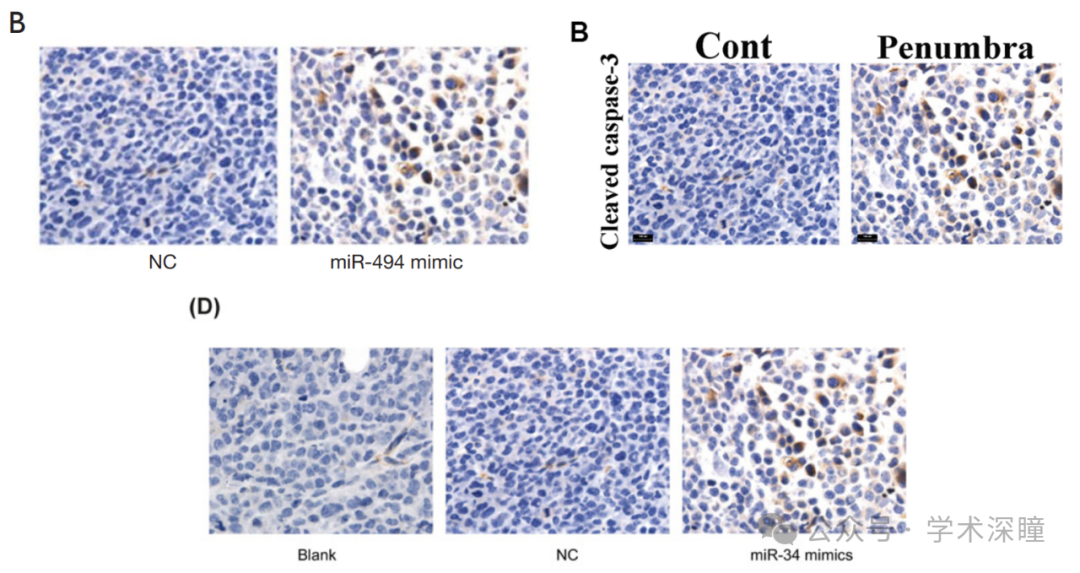 B
NC
miR-494 mimic
B
Cont
Penumbra
Cleaved caspase-3
(D)
Blank
NC
miR-34 mimics
公众号 · 学术深瞳